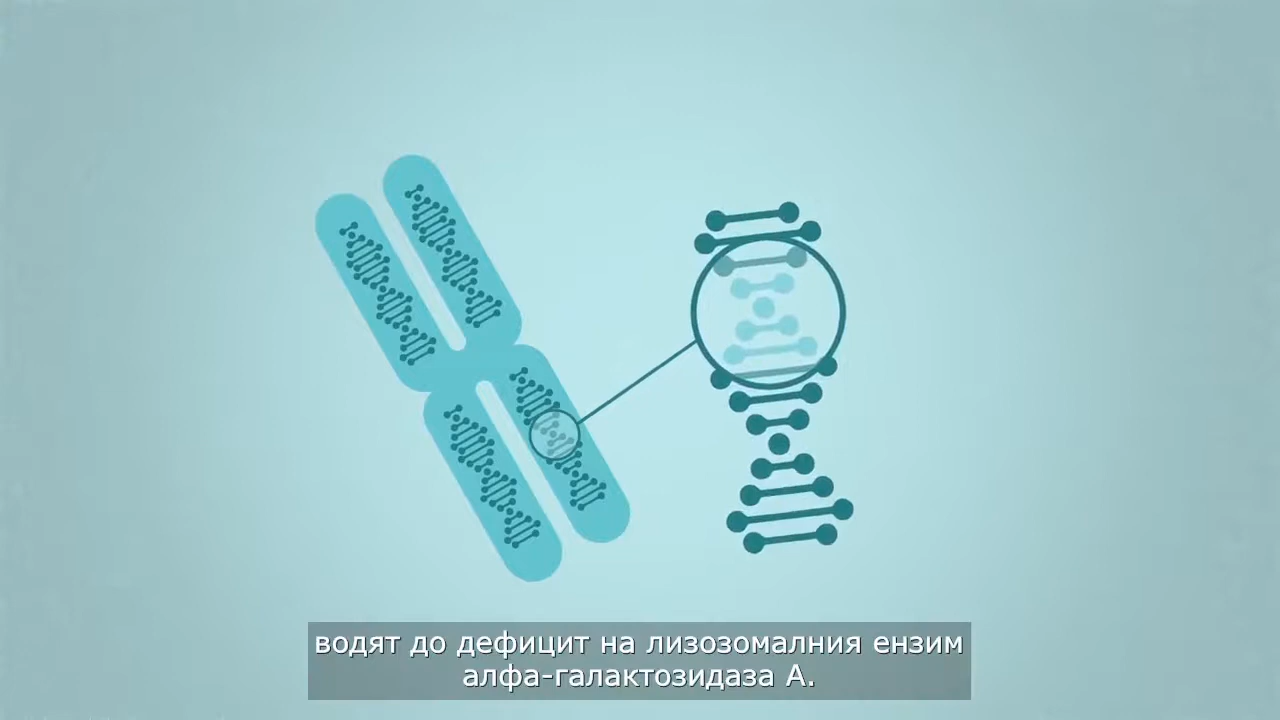 водят до дефицит на лизозомалния ензим
алфа-галактозидаза А.